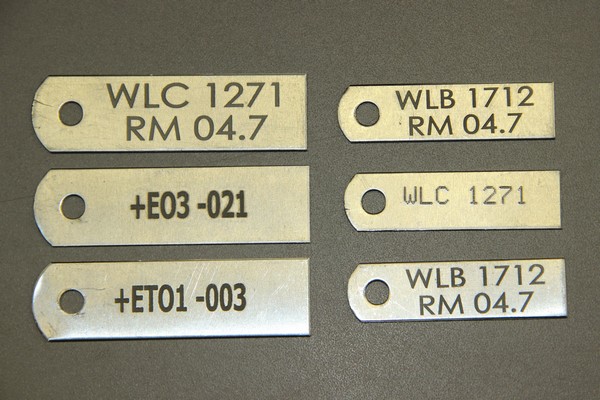 WLC 1271
RM 04.7
+E03 -021
+ET01 -003
WLB 1712
RM 04.7
WLC 1271
WLB 1712
RM 04.7